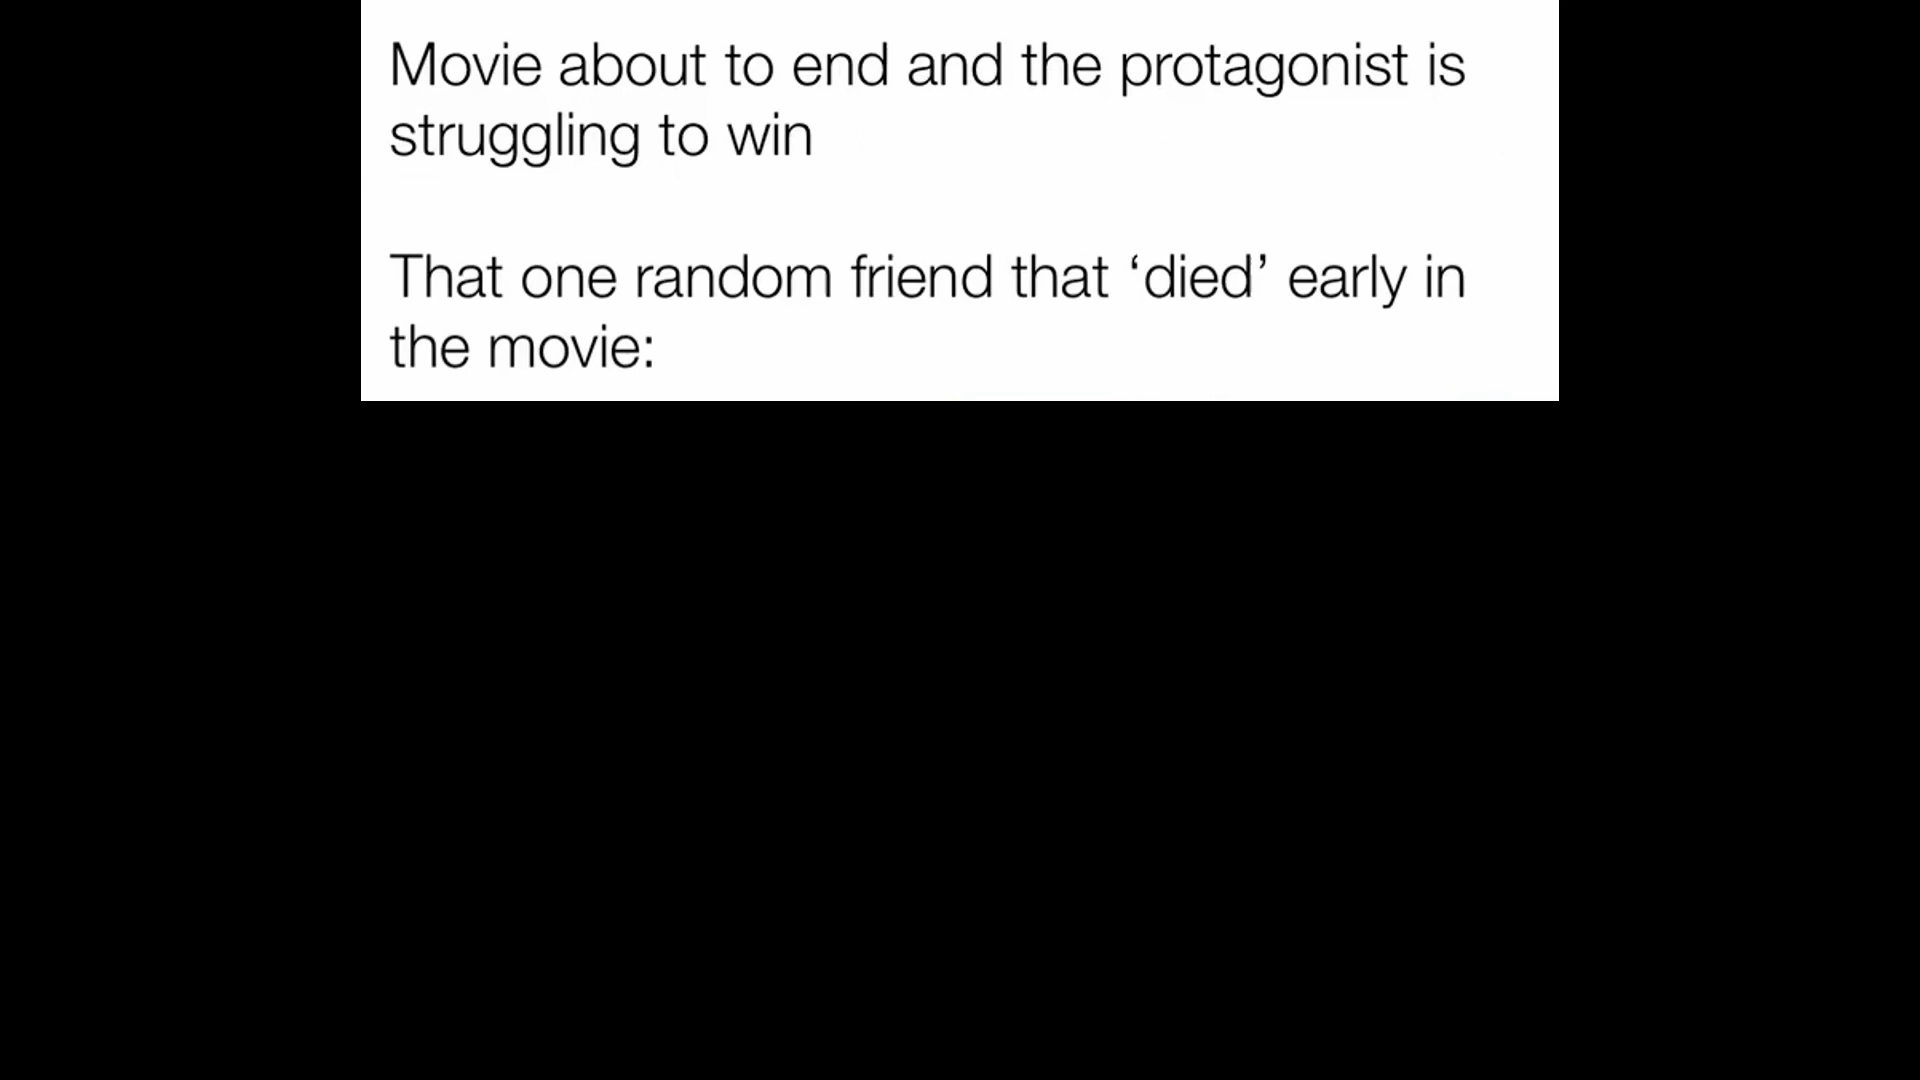 Movie about to end and the protagonist is
struggling to win
That one random friend that ‘died’ early in
the movie: